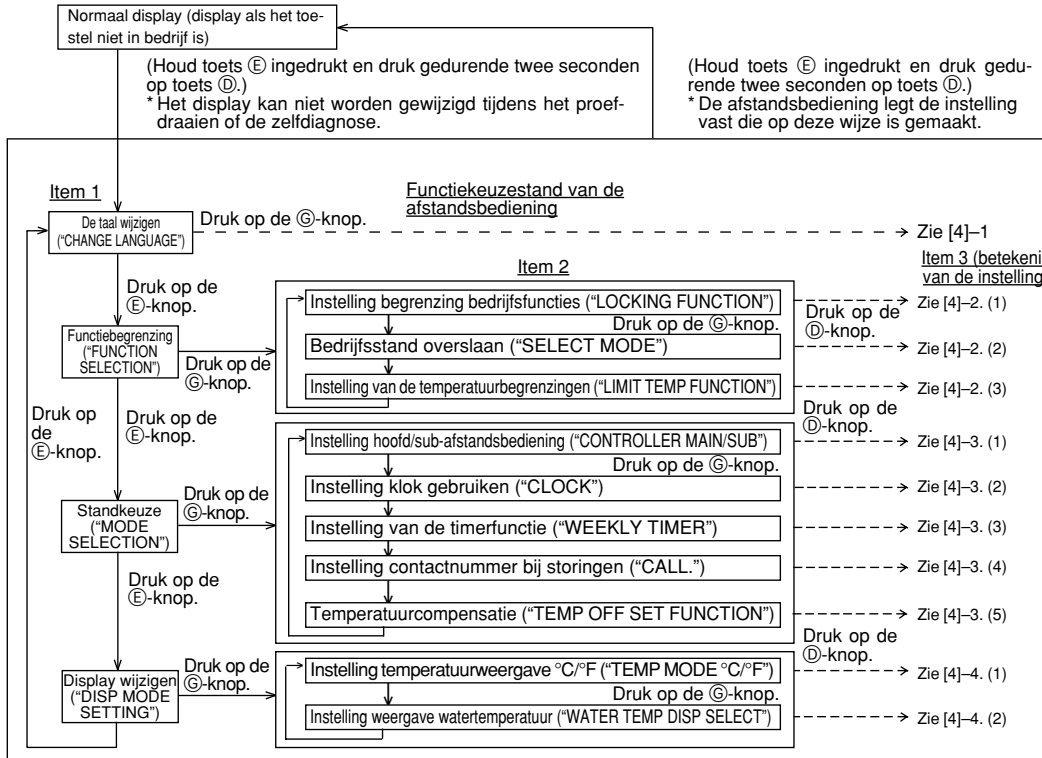 Normaal display (display als het toe-
stel niet in bedrijf is)
(Houd toets Ⓔ ingedrukt en druk gedurende twee seconden
op toets Ⓓ.)
* Het display kan niet worden gewijzigd tijdens het proef-
draaien of de zelfdiagnose.
(Houd toets Ⓔ ingedrukt en druk gedu-
rende twee seconden op toets Ⓓ.)
* De afstandsbediening legt de instelling
vast die op deze wijze is gemaakt.
Item 1
Functiekeuzestand van de
afstandsbediening
De taal wijzigen
("CHANGE LANGUAGE")
Druk op de Ⓖ-knop.
Zie [4]–1
Item 3 (betekeni
van de instelling
Item 2
Druk op de
Ⓔ-knop.
Functiebegrenzing
("FUNCTION
SELECTION")
Druk op de
Ⓖ-knop.
Instelling begrenzing bedrijfsfuncties ("LOCKING FUNCTION")
Druk op de Ⓖ-knop.
Bedrijfsstand overslaan ("SELECT MODE")
Instelling van de temperatuurbegrenzingen ("LIMIT TEMP FUNCTION")
Druk op de
Ⓓ-knop.
Zie [4]–2. (1)
Zie [4]–2. (2)
Zie [4]–2. (3)
Druk op
de
Ⓔ-knop.
Druk op de
Ⓔ-knop.
Standkeuze
("MODE
SELECTION")
Druk op de
Ⓖ-knop.
Instelling hoofd/sub-afstandsbediening ("CONTROLLER MAIN/SUB")
Druk op de Ⓖ-knop.
Instelling klok gebruiken ("CLOCK")
Instelling van de timerfunctie ("WEEKLY TIMER")
Instelling contactnummer bij storingen ("CALL.")
Temperatuurcompensatie ("TEMP OFF SET FUNCTION")
Druk op de
Ⓓ-knop.
Zie [4]–3. (1)
Zie [4]–3. (2)
Zie [4]–3. (3)
Zie [4]–3. (4)
Zie [4]–3. (5)
Druk op de
Ⓔ-knop.
Display wijzigen
("DISP MODE
SETTING")
Druk op de
Ⓖ-knop.
Instelling temperatuurweergave °C/°F ("TEMP MODE °C/°F")
Druk op de Ⓖ-knop.
Instelling weergave watertemperatuur ("WATER TEMP DISP SELECT")
Druk op de
Ⓓ-knop.
Zie [4]–4. (1)
Zie [4]–4. (2)